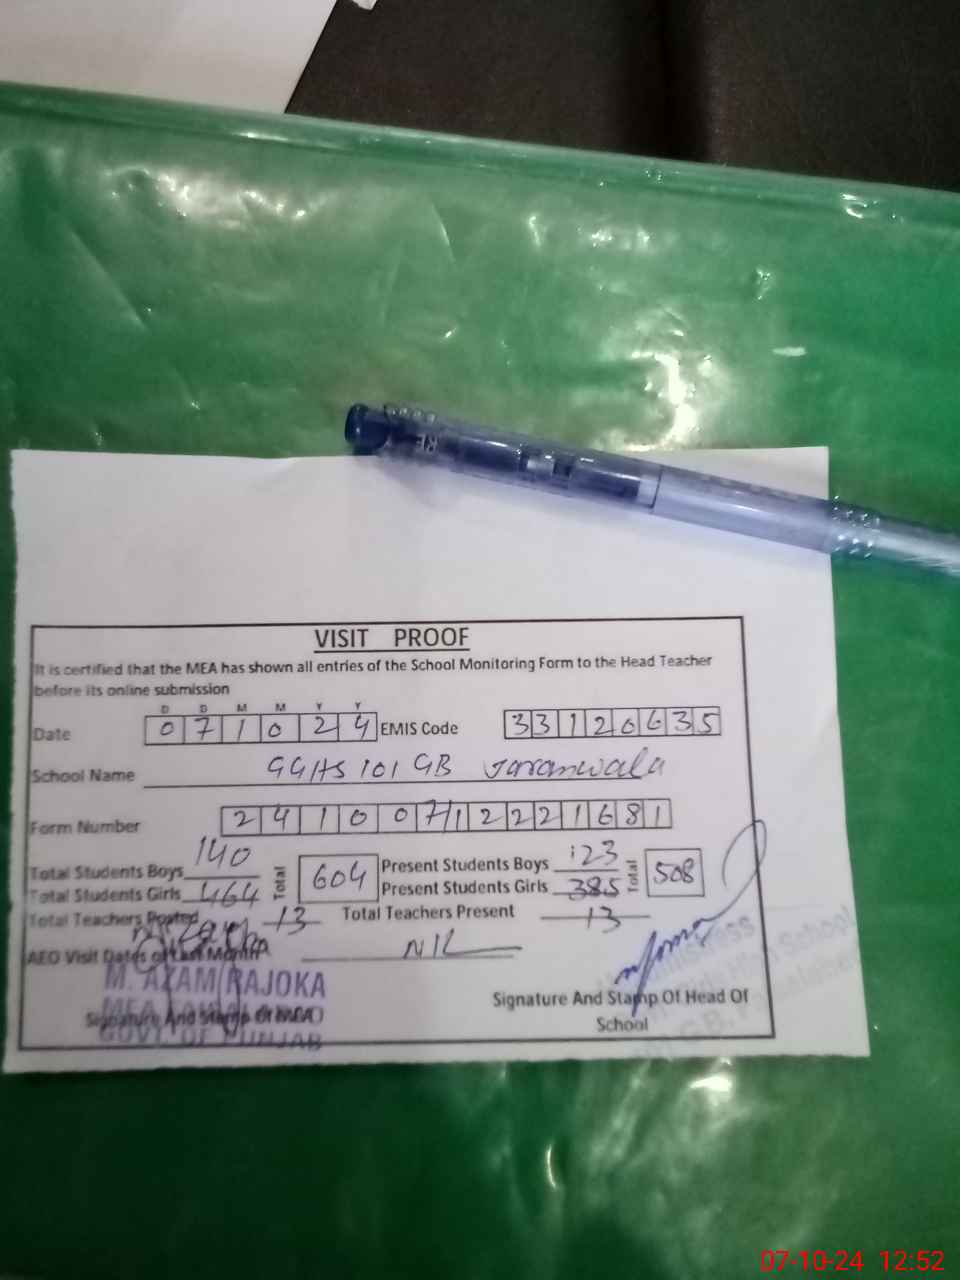 VISIT PROOF
It is certified that the MEA has shown all entries of the School Monitoring Form to the Head Teacher
before its online submission
D D M M Y Y
Date 0 7 1 0 2 4 EMIS Code 3 3 1 2 0 6 3 5
School Name GGHS 101 GB Jaranwala
Form Number 2 4 1 0 0 7 1 2 2 2 1 6 8 1
Total Students Boys 140 Total 604 Present Students Boys 123 Total 508
Total Students Girls 464 Present Students Girls 385
Total Teachers Posted 13 Total Teachers Present 13
AEO Visit Dates of Last Month NIL
M. AZAM RAJOKA
MEA FAISALABAD
Signature And Stamp Of MEA
GOVT. OF PUNJAB
Signature And Stamp Of Head Of
School
High School
07-10-24 12:52